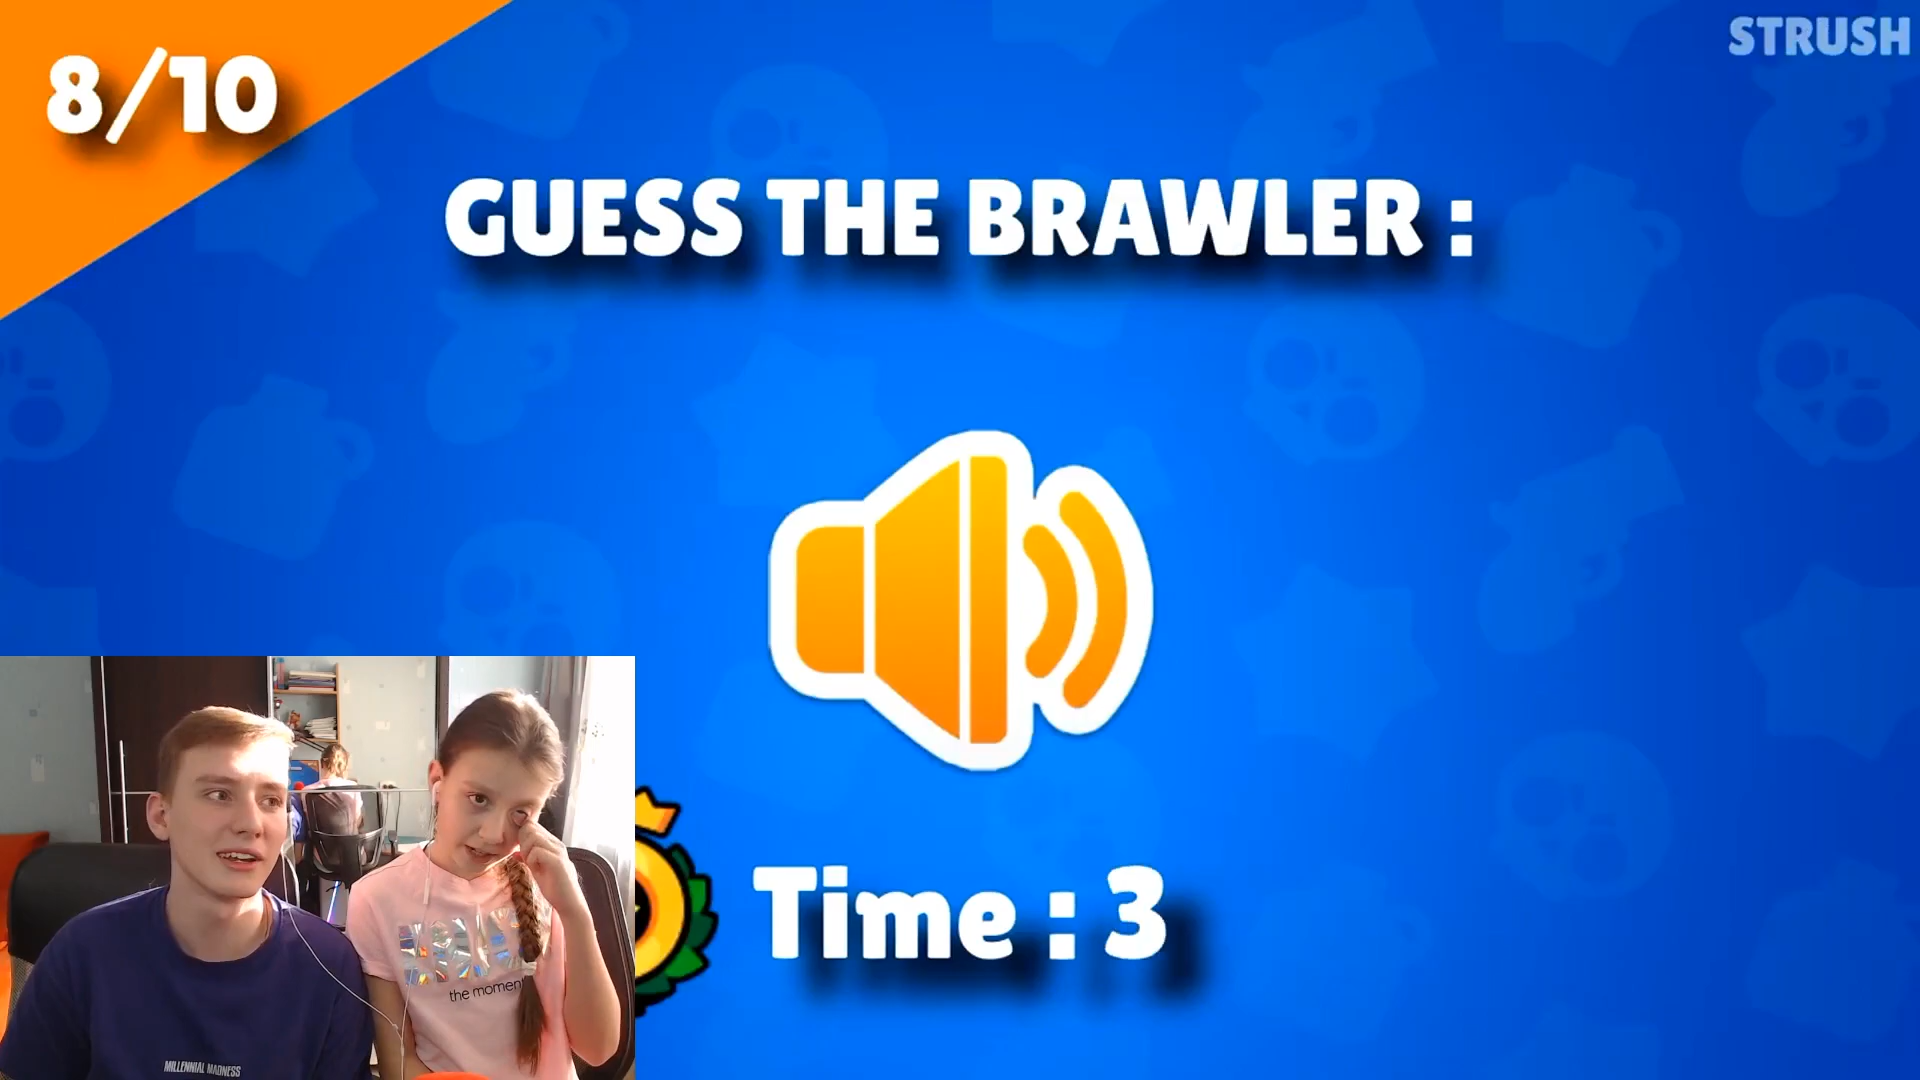 8/10
STRUSH
GUESS THE BRAWLER :
Time : 3
the moment
MILLENNIAL MADNESS